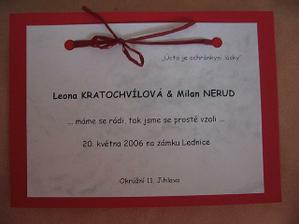 „Úcta je ochránkyní lásky"
Leona KRATOCHVÍLOVÁ & Milan NERUD
... máme se rádi, tak jsme se prostě vzali ...
20. května 2006 na zámku Lednice
Okružní 11, Jihlava